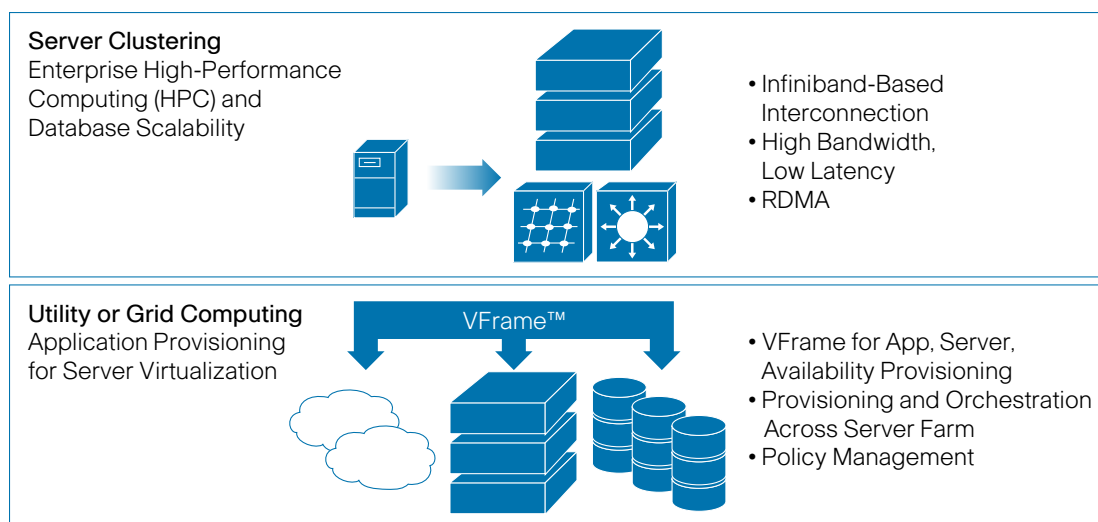 Server Clustering
Enterprise High-Performance
Computing (HPC) and
Database Scalability
• Infiniband-Based
Interconnection
• High Bandwidth,
Low Latency
• RDMA
Utility or Grid Computing
Application Provisioning
for Server Virtualization
VFrame™
• VFrame for App, Server,
Availability Provisioning
• Provisioning and Orchestration
Across Server Farm
• Policy Management